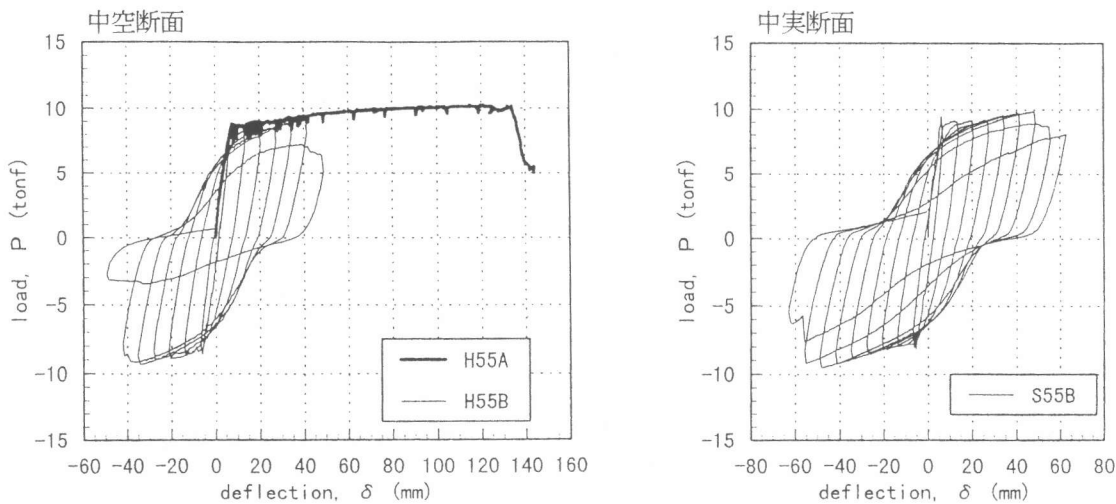 中空断面
15
10
5
0
-5
-10
-15
load, P (tonf)
-60 -40 -20 0 20 40 60 80 100 120 140 160
deflection, δ (mm)
H55A
H55B
中実断面
15
10
5
0
-5
-10
-15
load, P (tonf)
-80 -60 -40 -20 0 20 40 60 80
deflection, δ (mm)
S55B